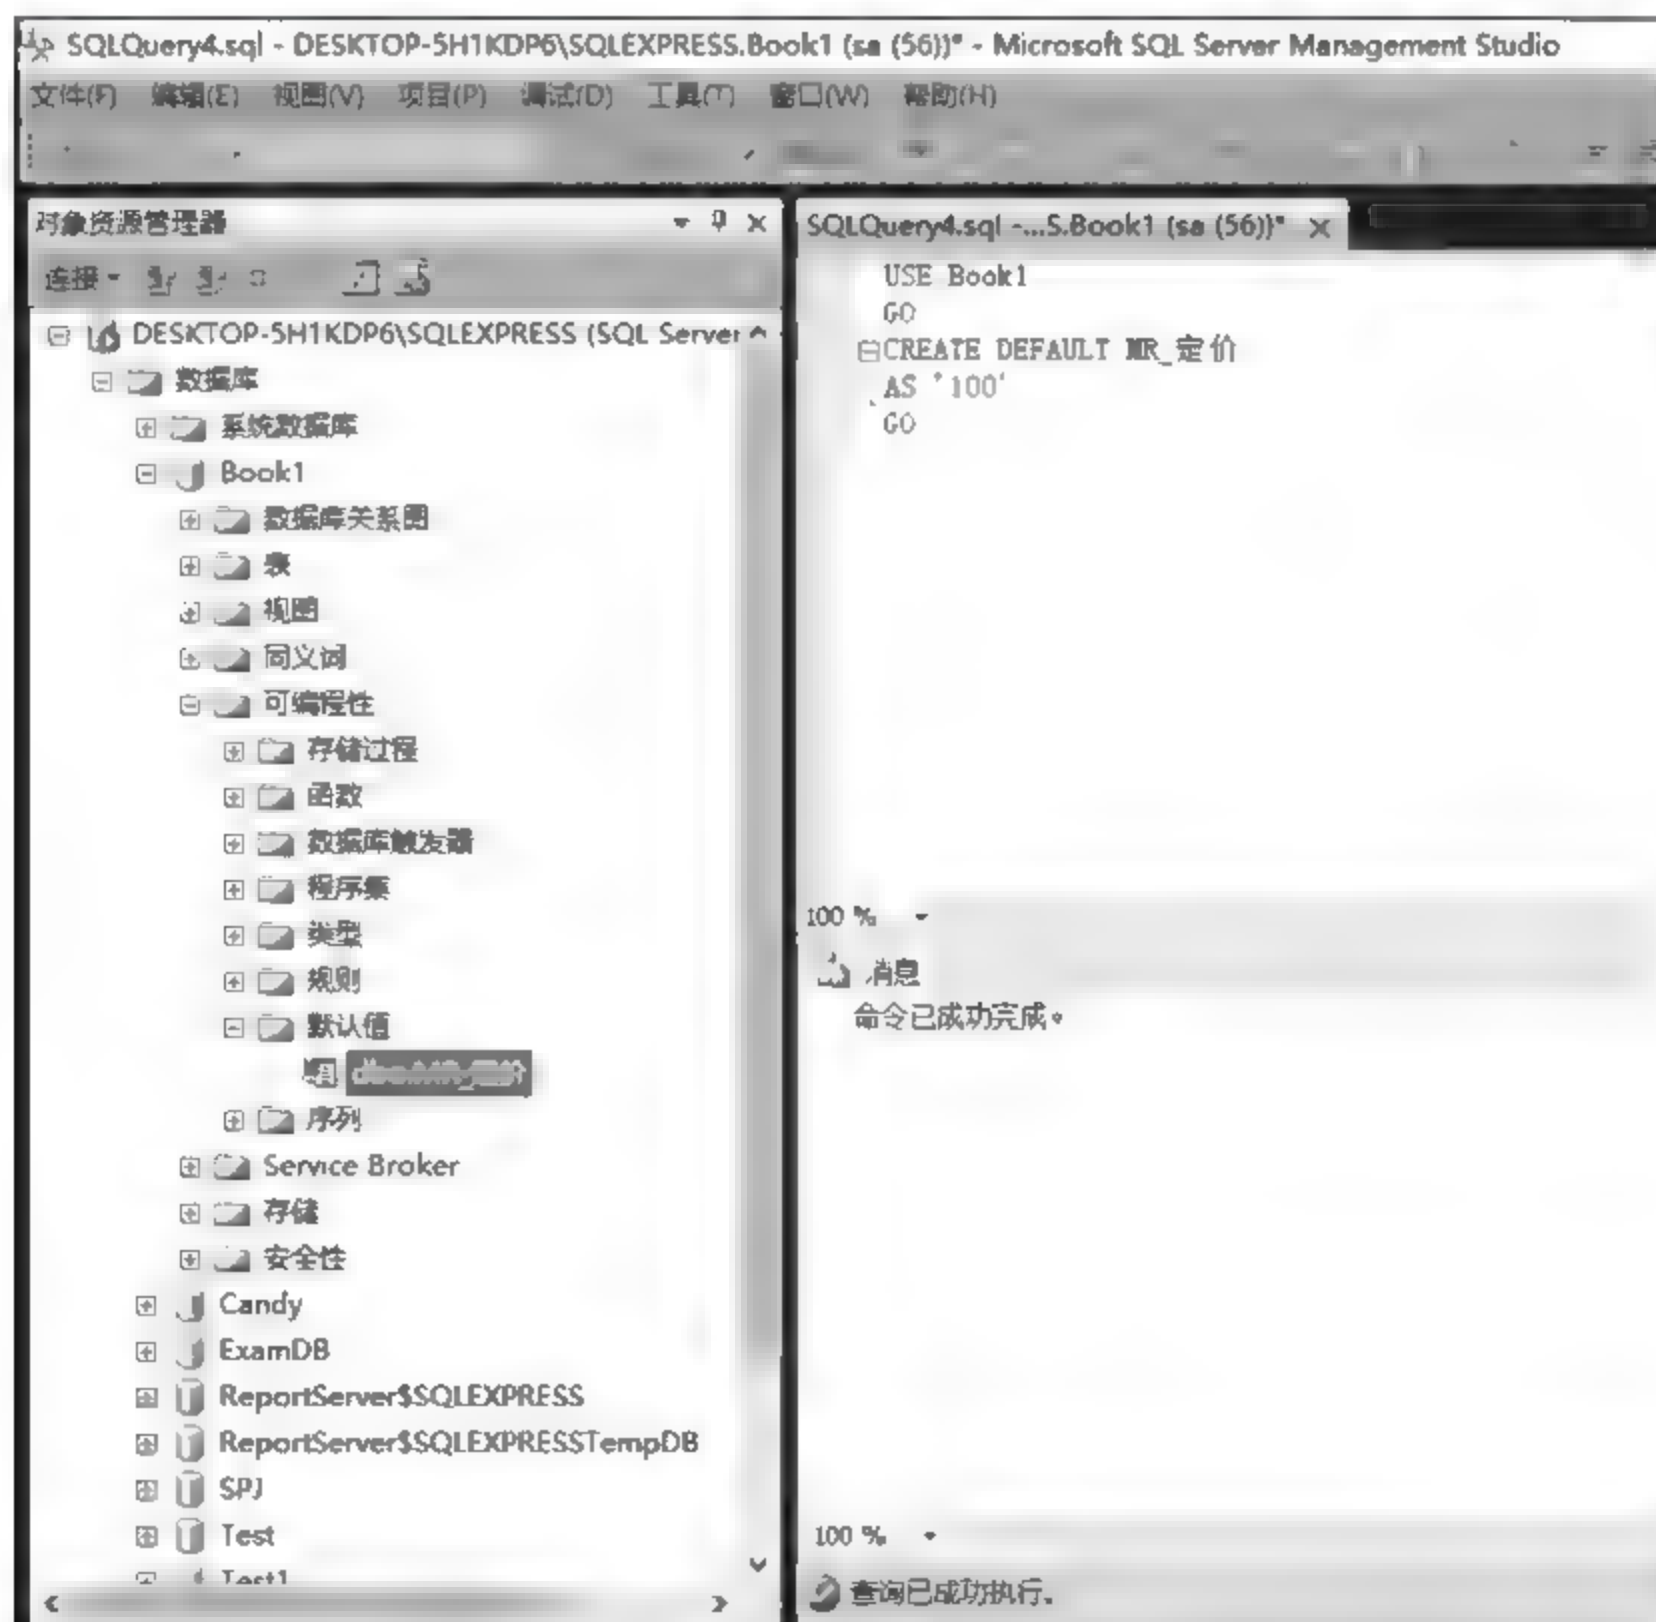 SQLQuery4.sql - DESKTOP-5H1KDP6\SQLEXPRESS.Book1 (sa (56))* - Microsoft SQL Server Management Studio
文件(F) 编辑(E) 视图(V) 项目(P) 调试(D) 工具(T) 窗口(W) 帮助(H)
对象资源管理器
连接
DESKTOP-5H1KDP6\SQLEXPRESS (SQL Server
数据库
系统数据库
Book1
数据库关系图
表
视图
同义词
可编程性
存储过程
函数
数据库触发器
程序集
类型
规则
默认值
序列
Service Broker
存储
安全性
Candy
ExamDB
ReportServer$SQLEXPRESS
ReportServer$SQLEXPRESSTempDB
SPJ
Test
Test1
SQLQuery4.sql -...S.Book1 (sa (56))*
USE Book1
GO
CREATE DEFAULT MR_定价
AS '100'
GO
100 %
消息
命令已成功完成。
100 %
查询已成功执行。